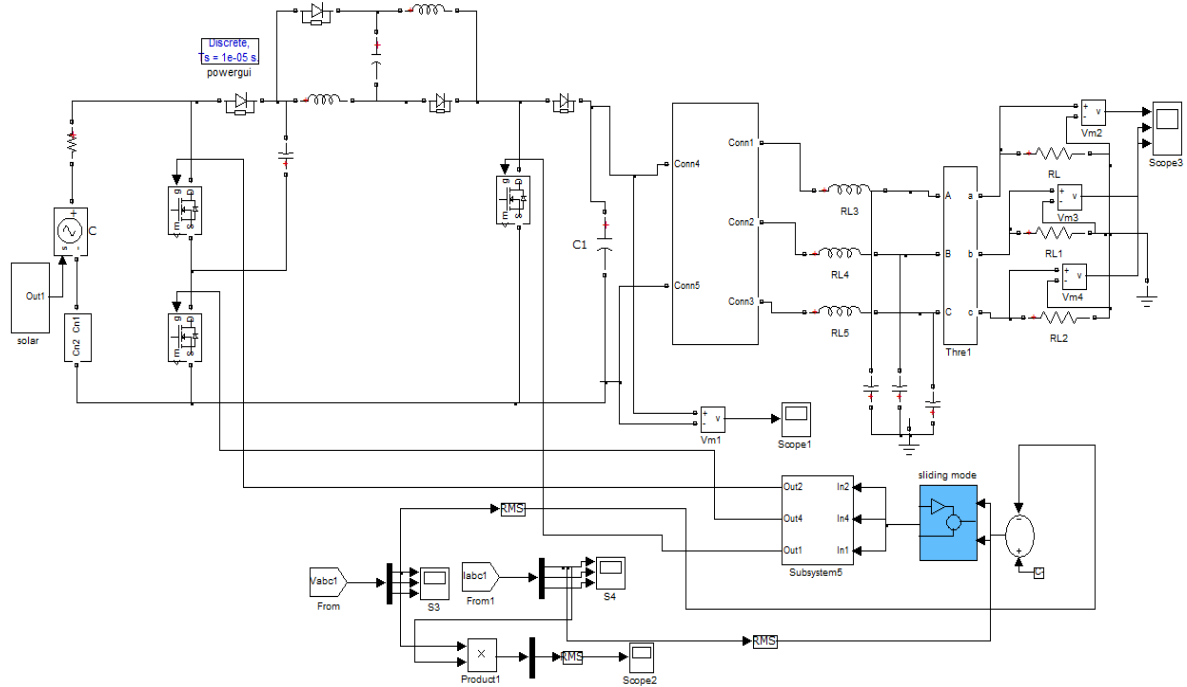 Discrete,
Ts = 1e-05 s.
powergui
C
Out1
solar
Cn1
Cn2
g
D
m
S
g
D
m
S
g
D
m
S
C1
Conn4
Conn5
Conn1
Conn2
Conn3
RL3
RL4
RL5
A
B
C
a
b
c
Thre1
+
-
v
Vm2
Scope3
RL
+
-
v
Vm3
RL1
+
-
v
Vm4
RL2
+
-
v
Vm1
Scope1
Out2
Out4
Out1
In2
In4
In1
Subsystem5
sliding mode
RMS
Vabc1
From
S3
Iabc1
From1
S4
RMS
×
Product1
RMS
Scope2